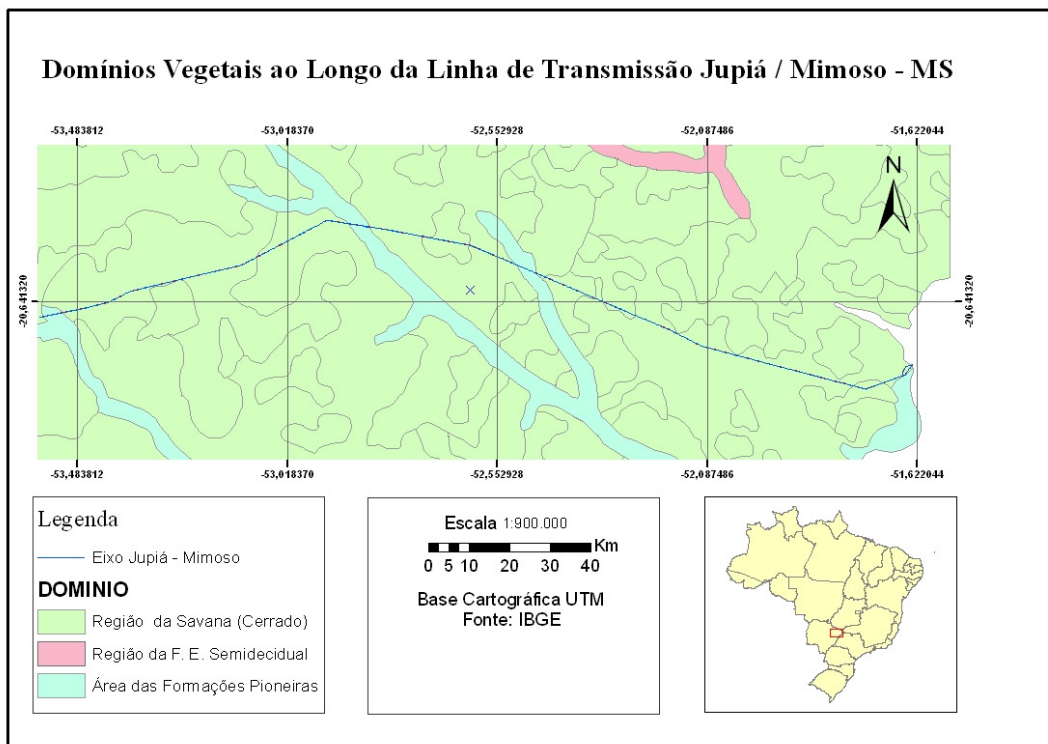 Domínios Vegetais ao Longo da Linha de Transmissão Jupiá / Mimoso - MS
-53,483812 -53,018370 -52,552928 -52,087486 -51,622044
N
-20,641320 -20,641320
-53,483812 -53,018370 -52,552928 -52,087486 -51,622044
Legenda
Eixo Jupiá - Mimoso
DOMINIO
Região da Savana (Cerrado)
Região da F. E. Semidecidual
Área das Formações Pioneiras
Escala 1:900.000
Km
0 5 10 20 30 40
Base Cartográfica UTM
Fonte: IBGE